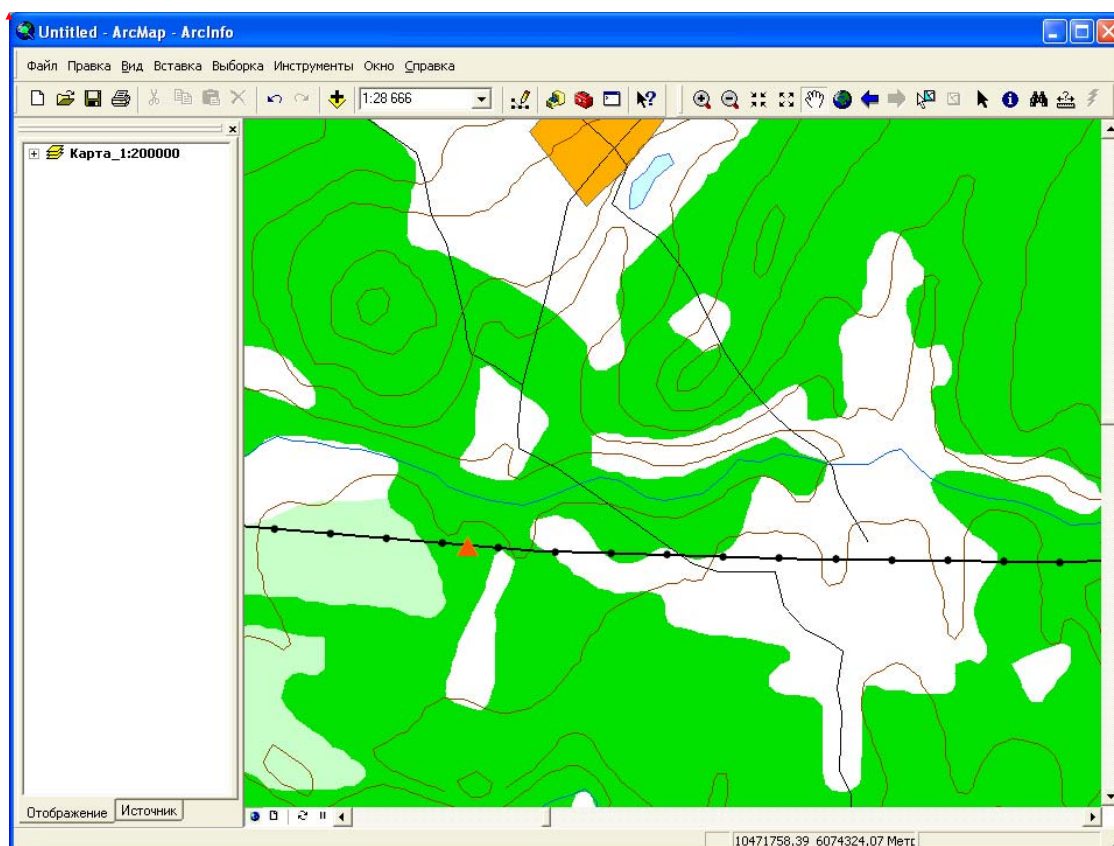 Untitled - ArcMap - ArcInfo
Файл Правка Вид Вставка Выборка Инструменты Окно Справка
1:28 666
Карта_1:200000
Отображение Источник
10471758,39 6074324,07 Метр